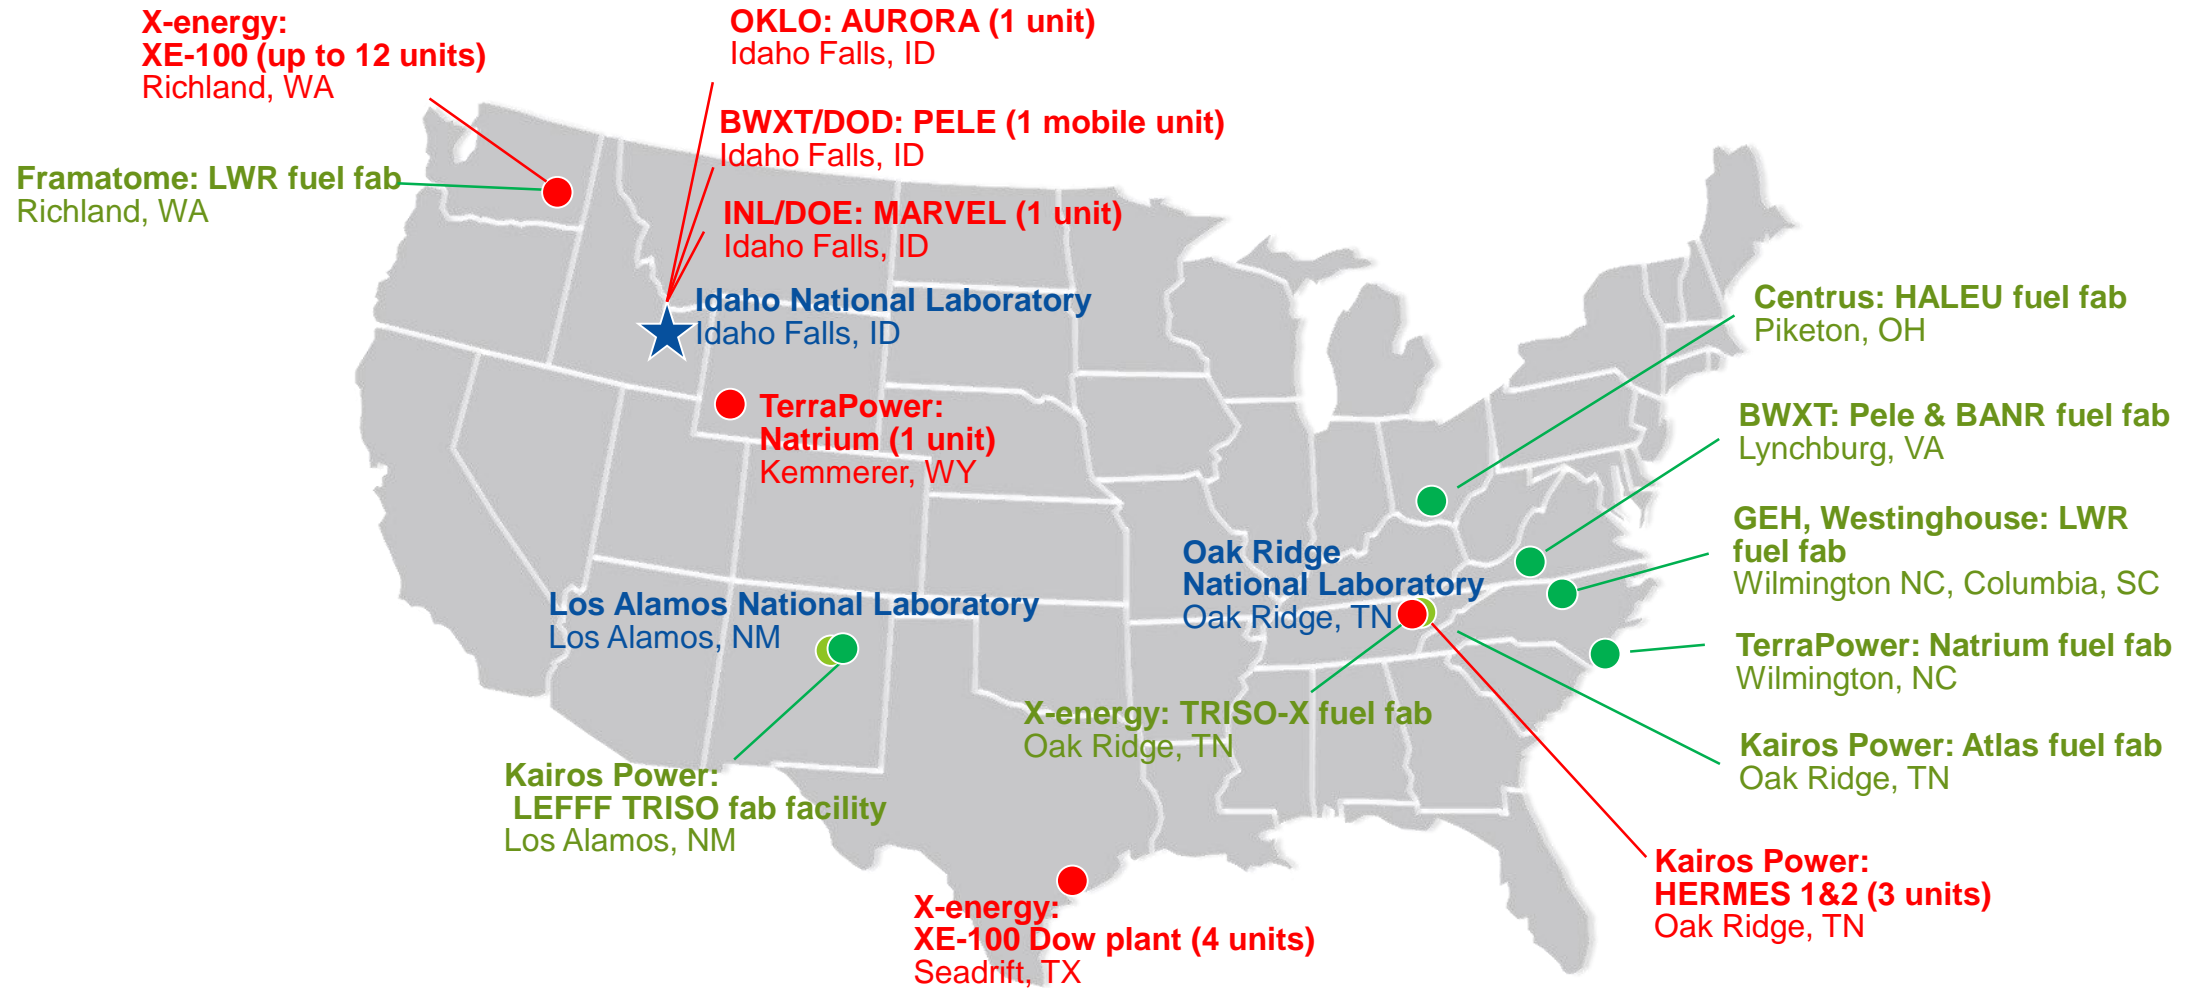 X-energy:
XE-100 (up to 12 units)
Richland, WA
OKLO: AURORA (1 unit)
Idaho Falls, ID
BWXT/DOD: PELE (1 mobile unit)
Idaho Falls, ID
Framatome: LWR fuel fab
Richland, WA
INL/DOE: MARVEL (1 unit)
Idaho Falls, ID
Idaho National Laboratory
Idaho Falls, ID
Centrus: HALEU fuel fab
Piketon, OH
TerraPower:
Natrium (1 unit)
Kemmerer, WY
BWXT: Pele & BANR fuel fab
Lynchburg, VA
GEH, Westinghouse: LWR
fuel fab
Wilmington NC, Columbia, SC
Oak Ridge
National Laboratory
Oak Ridge, TN
Los Alamos National Laboratory
Los Alamos, NM
TerraPower: Natrium fuel fab
Wilmington, NC
X-energy: TRISO-X fuel fab
Oak Ridge, TN
Kairos Power: Atlas fuel fab
Oak Ridge, TN
Kairos Power:
LEFFF TRISO fab facility
Los Alamos, NM
Kairos Power:
HERMES 1&2 (3 units)
Oak Ridge, TN
X-energy:
XE-100 Dow plant (4 units)
Seadrift, TX